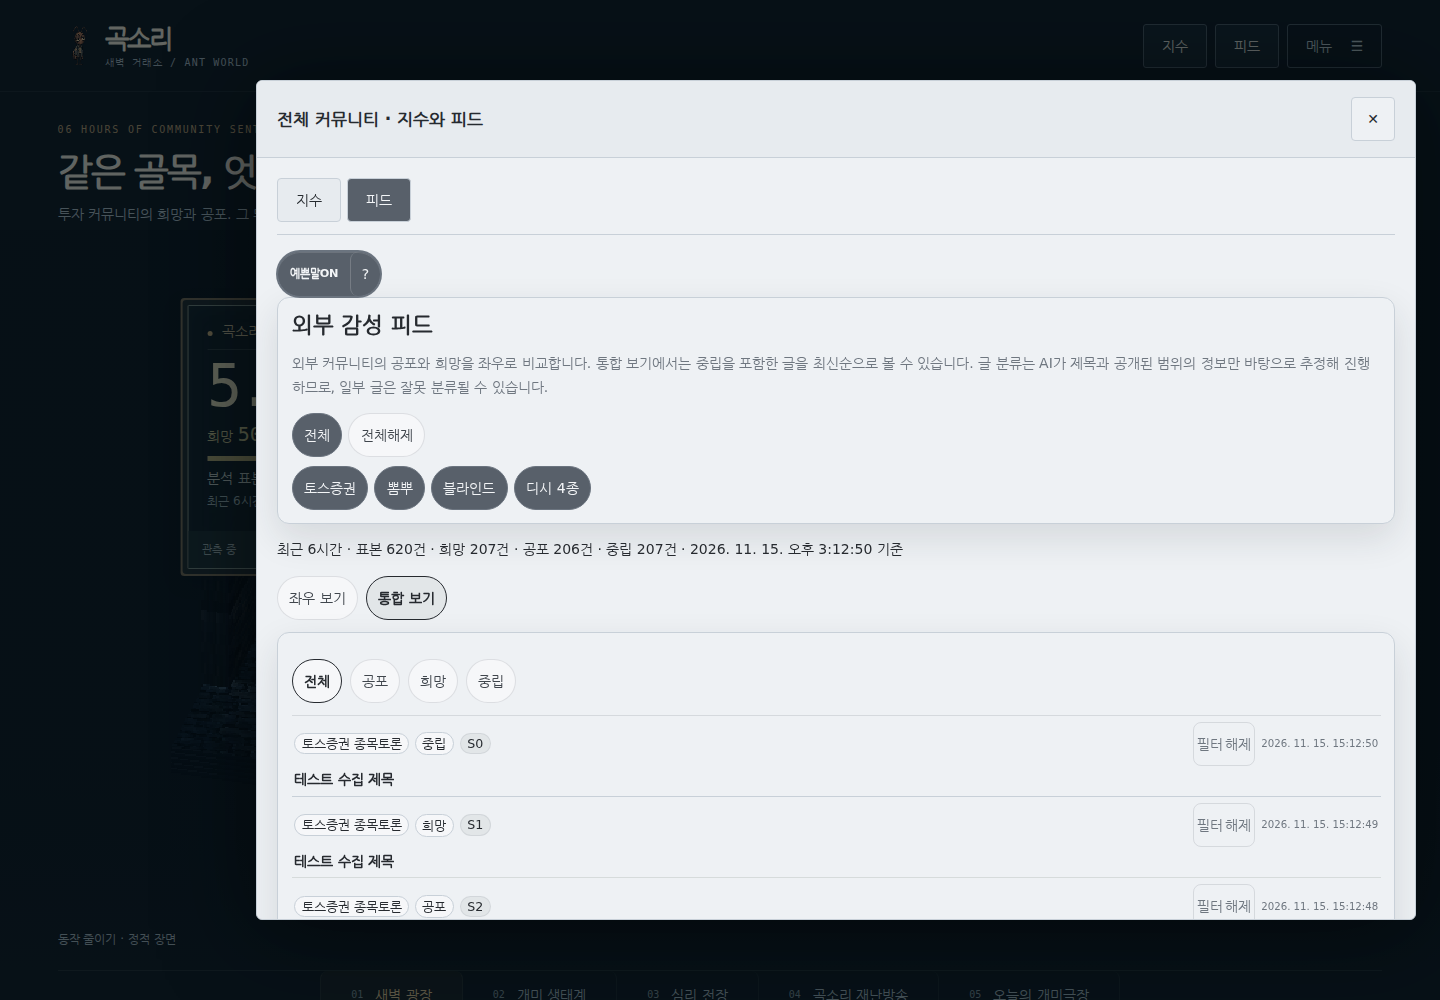 곡소리
새벽 거래소 / ANT WORLD
지수
피드
메뉴 ☰
06 HOURS OF COMMUNITY
같은 골목, 엇
투자 커뮤니티의 희망과 공포. 그
전체 커뮤니티 · 지수와 피드
✕
지수
피드
예쁜말ON
?
외부 감성 피드
외부 커뮤니티의 공포와 희망을 좌우로 비교합니다. 통합 보기에서는 중립을 포함한 글을 최신순으로 볼 수 있습니다. 글 분류는 AI가 제목과 공개된 범위의 정보만 바탕으로 추정해 진행
하므로, 일부 글은 잘못 분류될 수 있습니다.
전체
전체해제
토스증권
뽐뿌
블라인드
디시 4종
최근 6시간 · 표본 620건 · 희망 207건 · 공포 206건 · 중립 207건 · 2026. 11. 15. 오후 3:12:50 기준
좌우 보기
통합 보기
전체
공포
희망
중립
토스증권 종목토론 중립 S0
필터 해제 2026. 11. 15. 15:12:50
테스트 수집 제목
토스증권 종목토론 희망 S1
필터 해제 2026. 11. 15. 15:12:49
테스트 수집 제목
토스증권 종목토론 공포 S2
필터 해제 2026. 11. 15. 15:12:48
• 곡소리
5.
희망
분석 표본
최근 6시간
관측 중
동작 줄이기 · 정적 장면
01 새벽 광장
02 개미 생태계
03 심리 전장
04 곡소리 재난방송
05 오늘의 개미극장